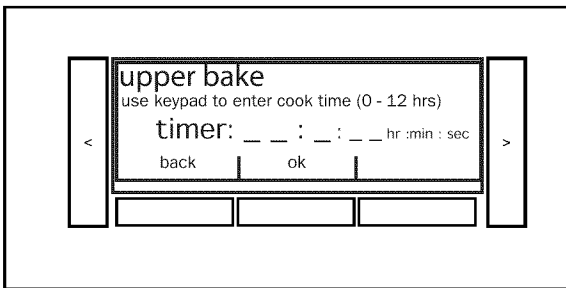 upper bake
use keypad to enter cook time (0 - 12 hrs)
timer: _ _ : _ : _ _ hr :min : sec
< >
back ok